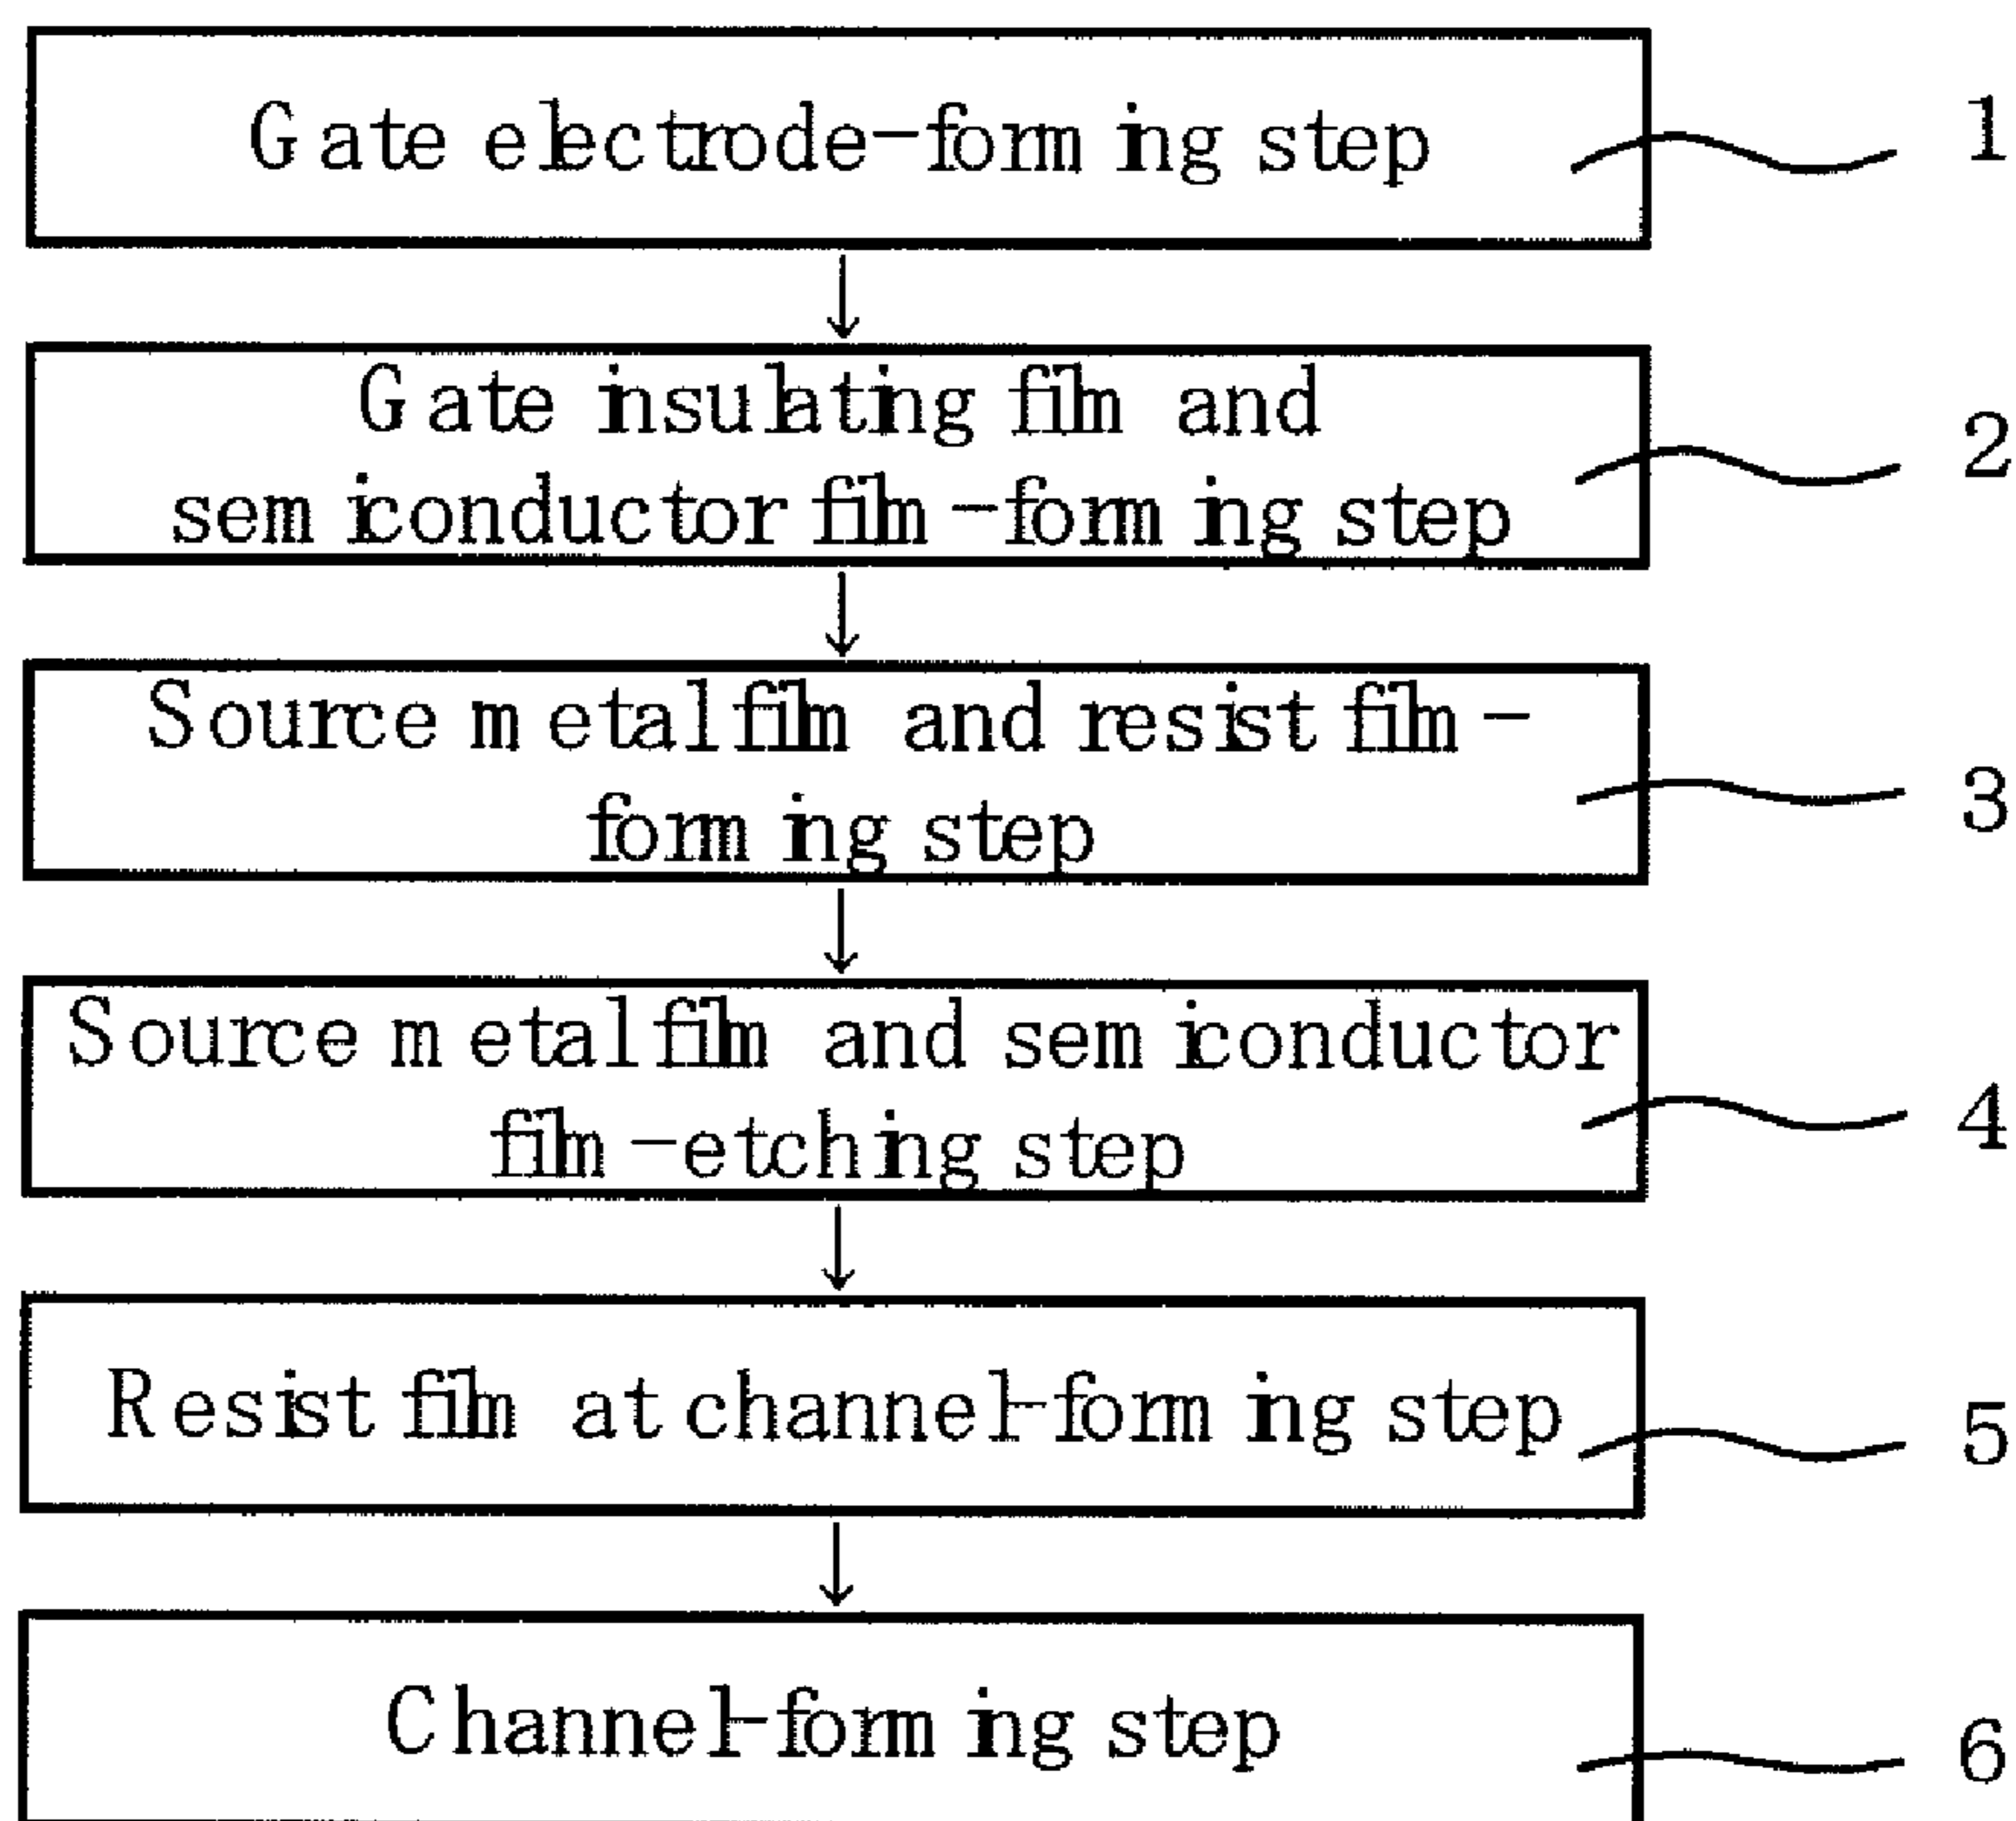 Gate electrode-forming step
1
Gate insulating film and
semiconductor film-forming step
2
Source metal film and resist film-
forming step
3
Source metal film and semiconductor
film-etching step
4
Resist film at channel-forming step
5
Channel-forming step
6